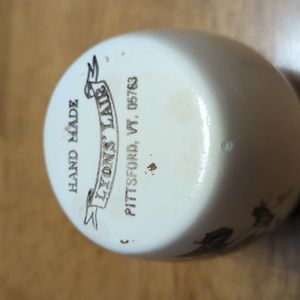 HAND MADE
LYONS' LAIR
PITTSFORD, VT. 05763